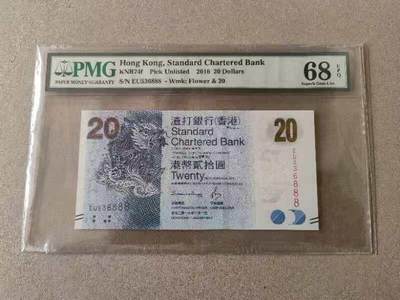 PMG
PAPER MONEY GUARANTY
Hong Kong, Standard Chartered Bank
KNB74f Pick Unlisted 2016 20 Dollars
S/N EU536888 - Wmk: Flower & 20
68 EPQ
Superb Gem Unc
20
渣打銀行(香港)
Standard
Chartered Bank
港幣貳拾圓
Twenty
20
EU536888
EU536888